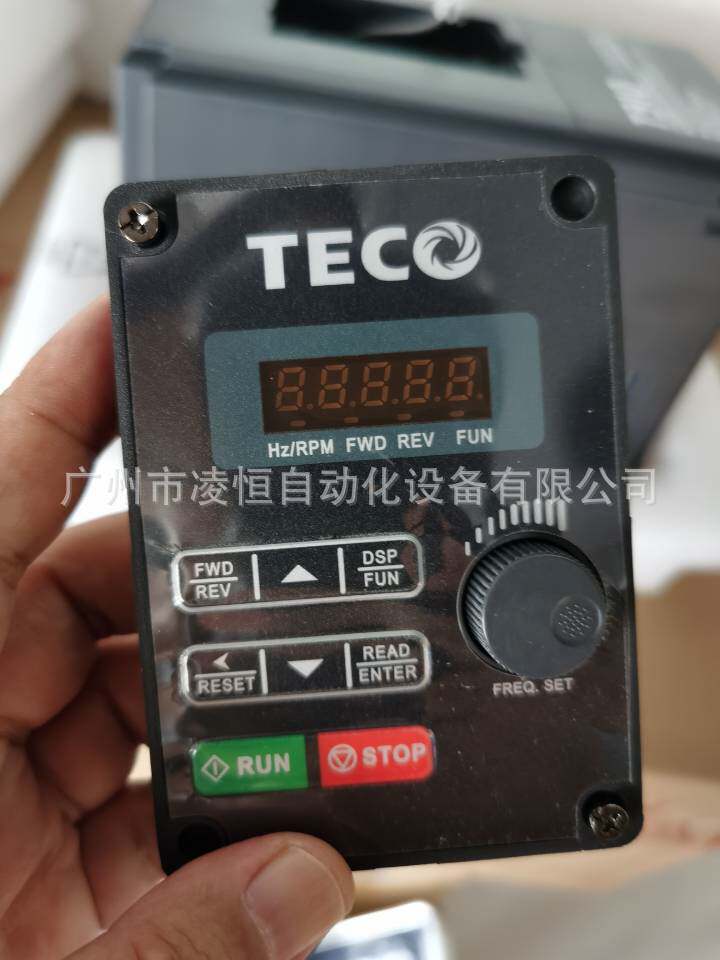 TECO
88888
Hz/RPM FWD REV FUN
广州市凌恒自动化设备有限公司
FWD
REV
DSP
FUN
READ
RESET
ENTER
FREQ. SET
RUN
STOP